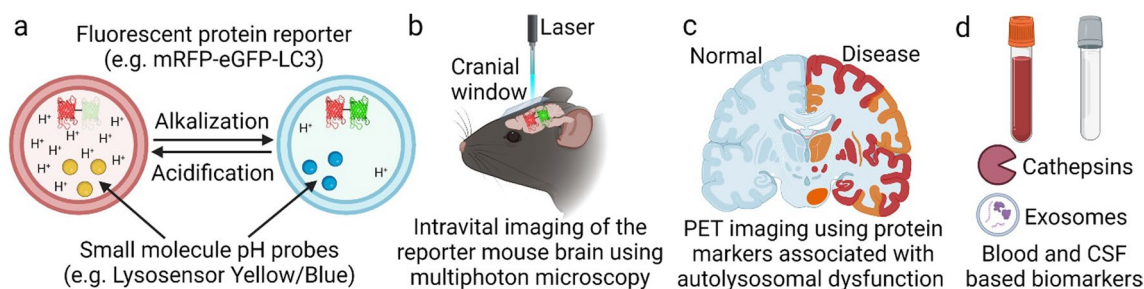 a
Fluorescent protein reporter
(e.g. mRFP-eGFP-LC3)
H⁺
H⁺
H⁺
H⁺
H⁺
H⁺
H⁺
H⁺
H⁺
Alkalization
Acidification
H⁺
H⁺
Small molecule pH probes
(e.g. Lysosensor Yellow/Blue)
b
Laser
Cranial
window
Intravital imaging of the
reporter mouse brain using
multiphoton microscopy
c
Normal
Disease
PET imaging using protein
markers associated with
autolysosomal dysfunction
d
Cathepsins
Exosomes
Blood and CSF
based biomarkers